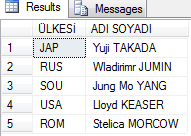 Results Messages
ÜLKESİ ADI SOYADI
1 JAP Yuji TAKADA
2 RUS Wladirimr JUMIN
3 SOU Jung Mo YANG
4 USA Lloyd KEASER
5 ROM Stelica MORCOW